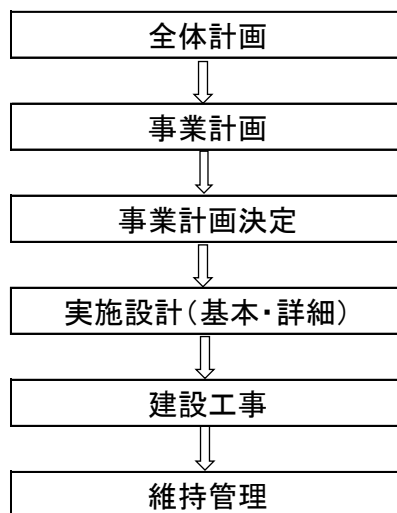 全体計画
事業計画
事業計画決定
実施設計(基本・詳細)
建設工事
維持管理